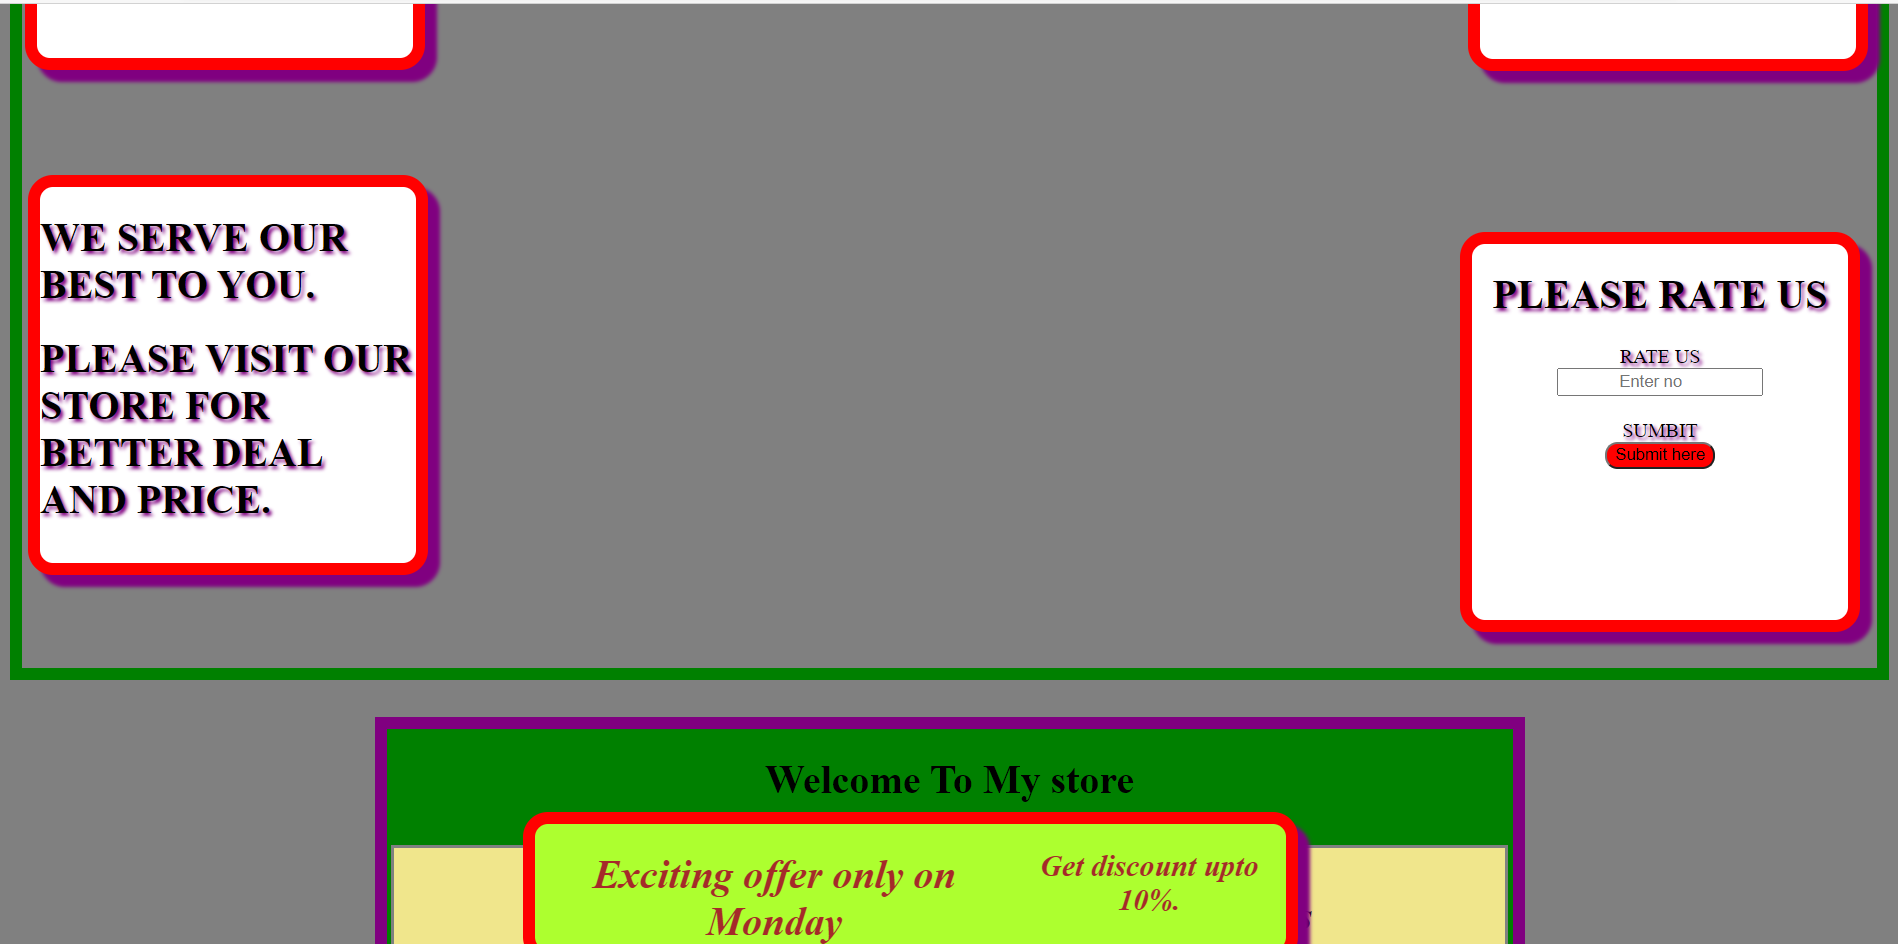 WE SERVE OUR
BEST TO YOU.
PLEASE VISIT OUR
STORE FOR
BETTER DEAL
AND PRICE.
PLEASE RATE US
RATE US
Enter no
SUMBIT
Submit here
Welcome To My store
Exciting offer only on
Monday
Get discount upto
10%.